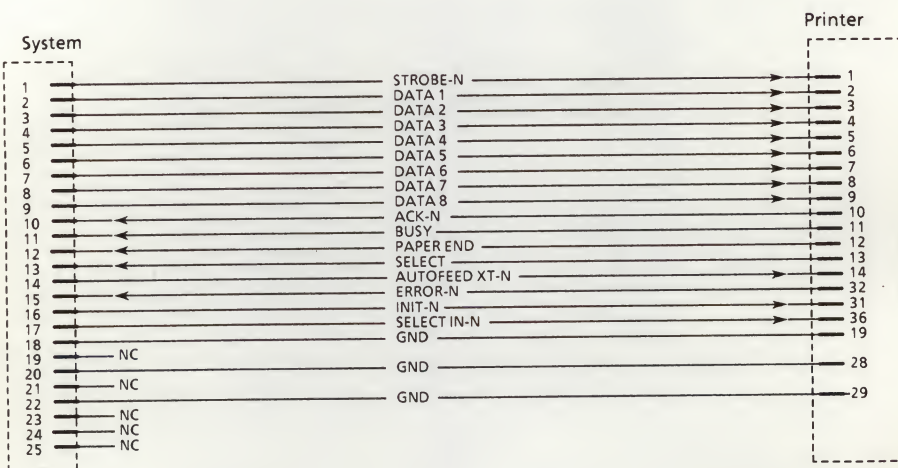 Printer
System
1 STROBE-N 1
2 DATA 1 2
3 DATA 2 3
4 DATA 3 4
5 DATA 4 5
6 DATA 5 6
7 DATA 6 7
8 DATA 7 8
9 DATA 8 9
10 ACK-N 10
11 BUSY 11
12 PAPER END 12
13 SELECT 13
14 AUTOFEED XT-N 14
15 ERROR-N 32
16 INIT-N 31
17 SELECT IN-N 36
18 GND 19
19 NC
20 GND 28
21 NC
22 GND 29
23 NC
24 NC
25 NC